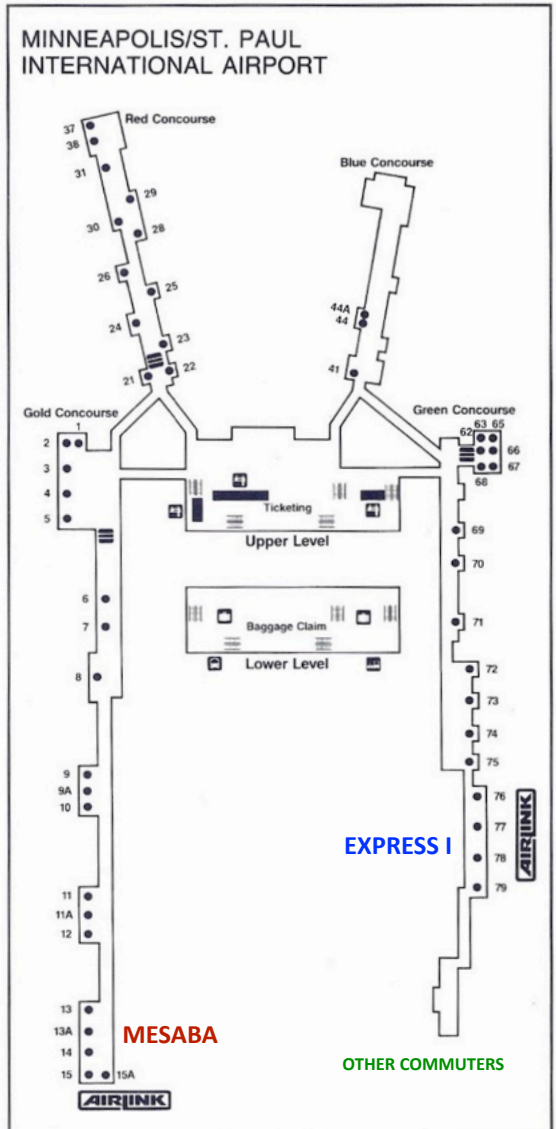 MINNEAPOLIS/ST. PAUL
INTERNATIONAL AIRPORT
Red Concourse
37
38
31
29
30
28
26
25
24
23
22
21
Blue Concourse
44A
44
41
Gold Concourse
1
2
3
4
5
6
7
8
9
9A
10
11
11A
12
13
13A
14
15
15A
MESABA
AIRLINK
Green Concourse
63 65
62
66
67
68
69
70
71
72
73
74
75
76
77
78
79
AIRLINK
EXPRESS I
OTHER COMMUTERS
Ticketing
Upper Level
Baggage Claim
Lower Level